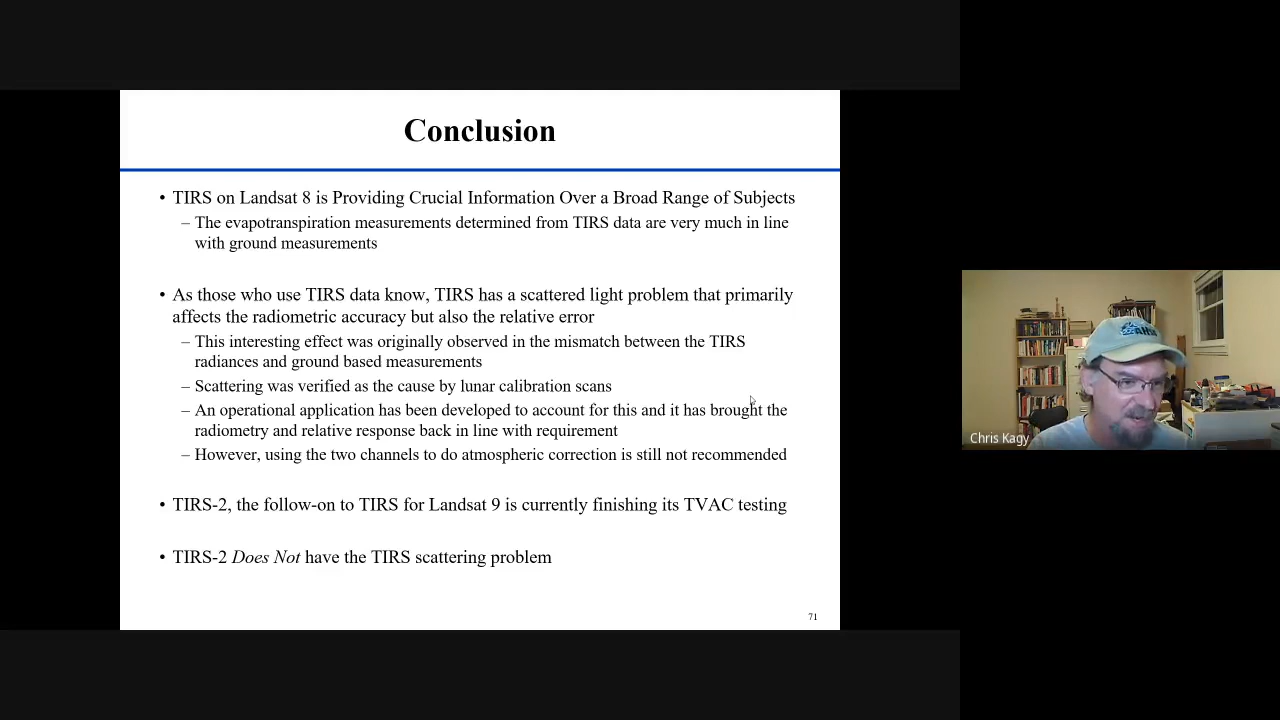 Conclusion
• TIRS on Landsat 8 is Providing Crucial Information Over a Broad Range of Subjects
– The evapotranspiration measurements determined from TIRS data are very much in line
with ground measurements
• As those who use TIRS data know, TIRS has a scattered light problem that primarily
affects the radiometric accuracy but also the relative error
– This interesting effect was originally observed in the mismatch between the TIRS
radiances and ground based measurements
– Scattering was verified as the cause by lunar calibration scans
– An operational application has been developed to account for this and it has brought the
radiometry and relative response back in line with requirement
– However, using the two channels to do atmospheric correction is still not recommended
• TIRS-2, the follow-on to TIRS for Landsat 9 is currently finishing its TVAC testing
• TIRS-2 Does Not have the TIRS scattering problem
71
Chris Kagy